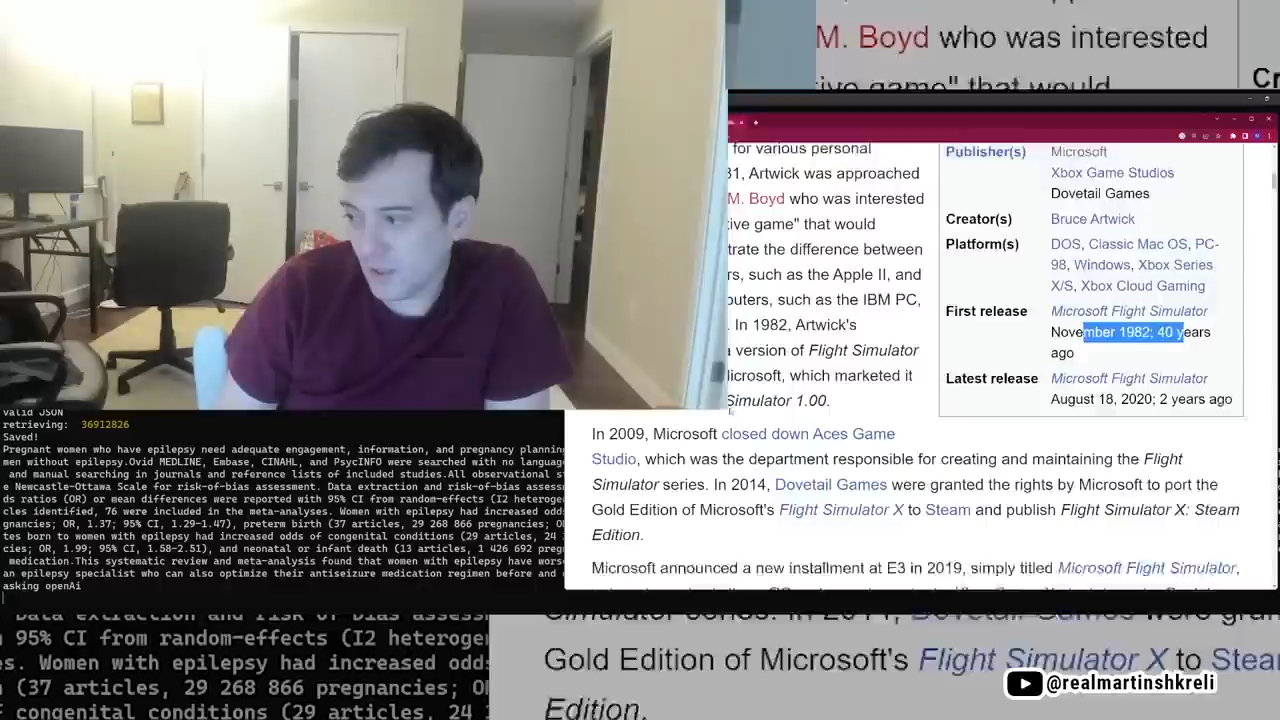 M. Boyd who was interested
ive game" that would
Cr
for various personal
31, Artwick was approached
M. Boyd who was interested
tive game" that would
trate the difference between
rs, such as the Apple II, and
puters, such as the IBM PC,
. In 1982, Artwick's
a version of Flight Simulator
Microsoft, which marketed it
Simulator 1.00.
Publisher(s) Microsoft
Xbox Game Studios
Dovetail Games
Creator(s) Bruce Artwick
Platform(s) DOS, Classic Mac OS, PC-
98, Windows, Xbox Series
X/S, Xbox Cloud Gaming
First release Microsoft Flight Simulator
November 1982; 40 years
ago
Latest release Microsoft Flight Simulator
August 18, 2020; 2 years ago
In 2009, Microsoft closed down Aces Game
Studio, which was the department responsible for creating and maintaining the Flight
Simulator series. In 2014, Dovetail Games were granted the rights by Microsoft to port the
Gold Edition of Microsoft's Flight Simulator X to Steam and publish Flight Simulator X: Steam
Edition.
Microsoft announced a new installment at E3 in 2019, simply titled Microsoft Flight Simulator,
valid JSON
retrieving: 36912826
Saved!
Pregnant women who have epilepsy need adequate engagement, information, and pregnancy planning
men without epilepsy.Ovid MEDLINE, Embase, CINAHL, and PsycINFO were searched with no language
and manual searching in journals and reference lists of included studies.All observational s
e Newcastle-Ottawa Scale for risk-of-bias assessment. Data extraction and risk-of-bias assess
ds ratios (OR) or mean differences were reported with 95% CI from random-effects (I2 heteroge
cles identified, 76 were included in the meta-analyses. Women with epilepsy had increased odd
gnancies; OR, 1.37; 95% CI, 1.29-1.47), preterm birth (37 articles, 29 268 866 pregnancies; O
tes born to women with epilepsy had increased odds of congenital conditions (29 articles, 24
cies; OR, 1.99; 95% CI, 1.58-2.51), and neonatal or infant death (13 articles, 1 426 692 preg
medication.This systematic review and meta-analysis found that women with epilepsy have wors
an epilepsy specialist who can also optimize their antiseizure medication regimen before and
asking openAi
Data extraction and risk-of-bias assess
95% CI from random-effects (I2 heteroger
es. Women with epilepsy had increased odds
(37 articles, 29 268 866 pregnancies; O
congenital conditions (29 articles, 24
Simulator series. In 2014, Dovetail Games were gran
Gold Edition of Microsoft's Flight Simulator X to Stea
Edition.
@realmartinshkreli